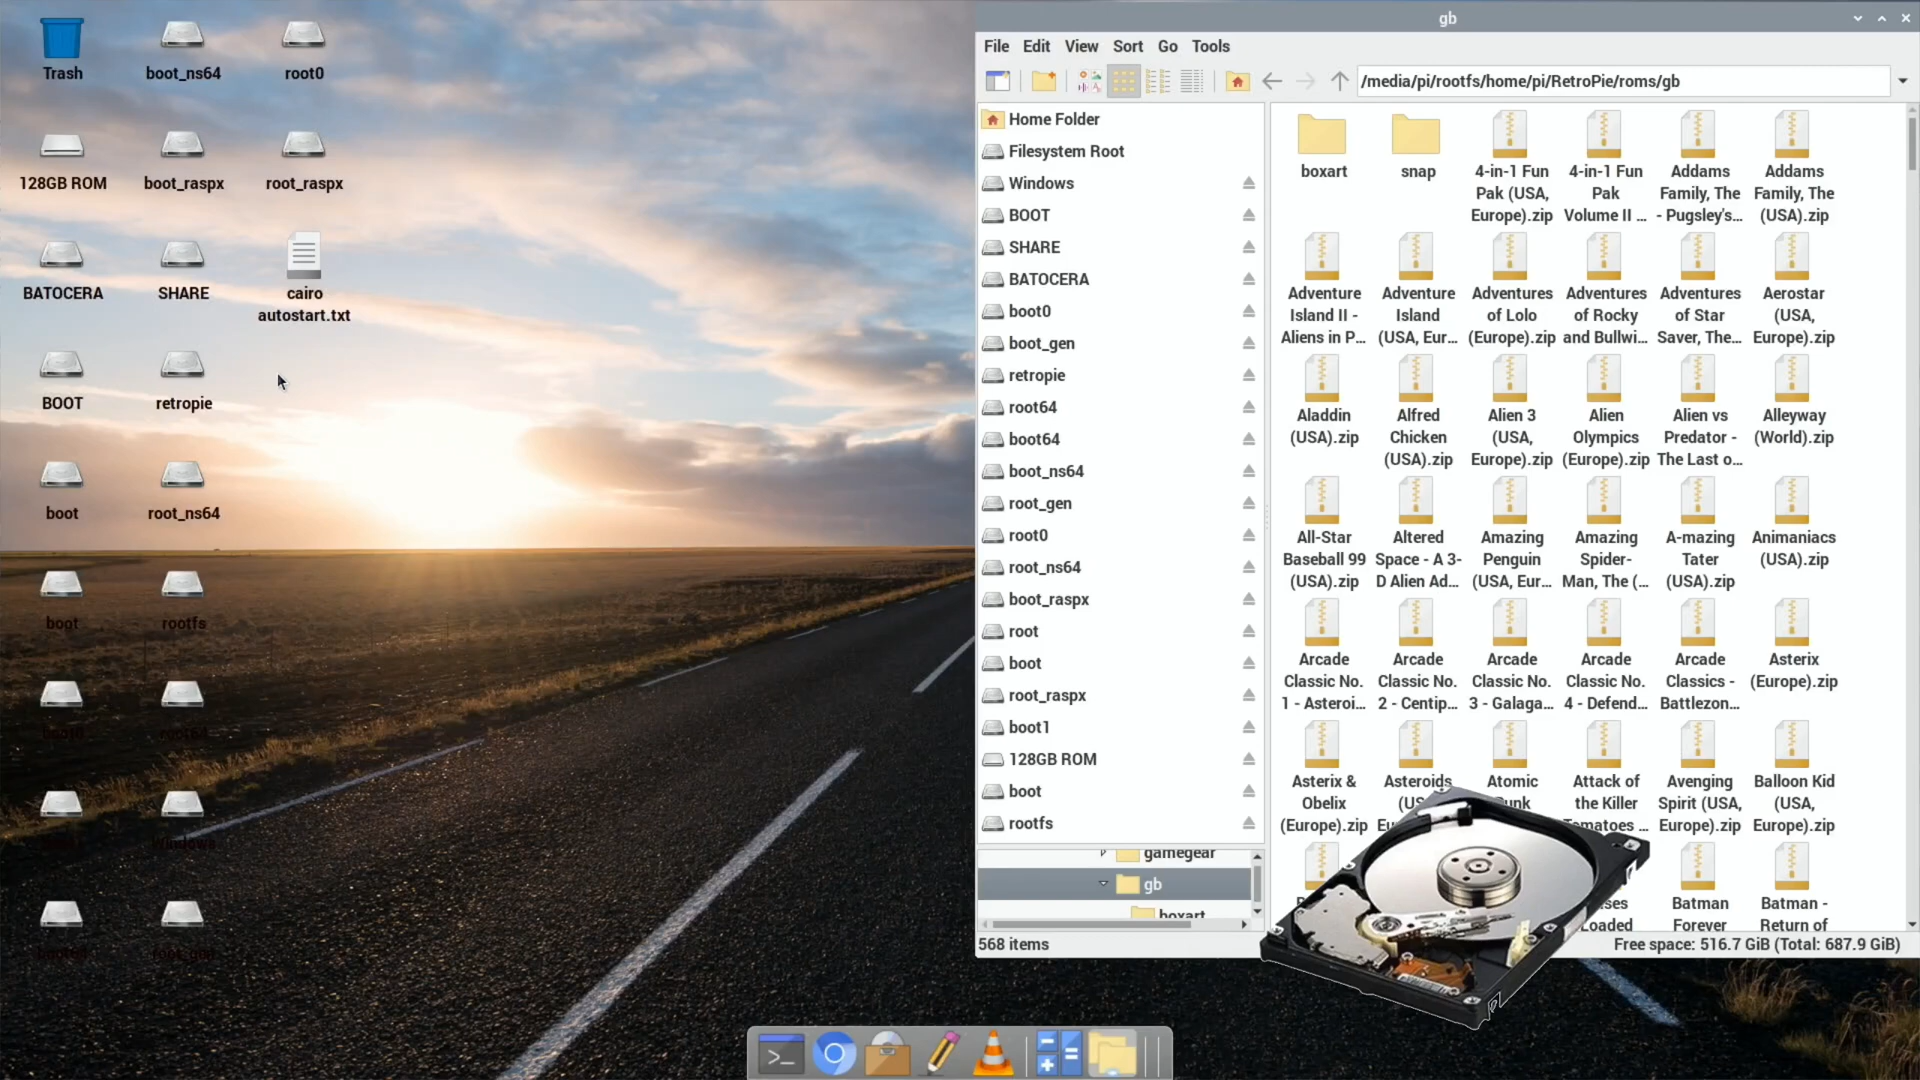 Trash
boot_ns64
root0
128GB ROM
boot_raspx
root_raspx
BATOCERA
SHARE
cairo
autostart.txt
BOOT
retropie
boot
root_ns64
boot
rootfs
boot0
root64
Windows
boot64
root_gen
gb
File Edit View Sort Go Tools
/media/pi/rootfs/home/pi/RetroPie/roms/gb
Home Folder
Filesystem Root
Windows
BOOT
SHARE
BATOCERA
boot0
boot_gen
retropie
root64
boot64
boot_ns64
root_gen
root0
root_ns64
boot_raspx
root
boot
root_raspx
boot1
128GB ROM
boot
rootfs
gamegear
gb
boxart
boxart
snap
4-in-1 Fun
Pak (USA,
Europe).zip
4-in-1 Fun
Pak
Volume II ...
Addams
Family, The
- Pugsley's...
Addams
Family, The
(USA).zip
Adventure
Island II -
Aliens in P...
Adventure
Island
(USA, Eur...
Adventures
of Lolo
(Europe).zip
Adventures
of Rocky
and Bullwi...
Adventures
of Star
Saver, The...
Aerostar
(USA,
Europe).zip
Aladdin
(USA).zip
Alfred
Chicken
(USA).zip
Alien 3
(USA,
Europe).zip
Alien
Olympics
(Europe).zip
Alien vs
Predator -
The Last o...
Alleyway
(World).zip
All-Star
Baseball 99
(USA).zip
Altered
Space - A 3-
D Alien Ad...
Amazing
Penguin
(USA, Eur...
Amazing
Spider-
Man, The (...
A-mazing
Tater
(USA).zip
Animaniacs
(USA).zip
Arcade
Classic No.
1 - Asteroi...
Arcade
Classic No.
2 - Centip...
Arcade
Classic No.
3 - Galaga...
Arcade
Classic No.
4 - Defend...
Arcade
Classics -
Battlezon...
Asterix
(Europe).zip
Asterix &
Obelix
(Europe).zip
Asteroids
Atomic
Attack of
the Killer
Tomatoes ...
Avenging
Spirit (USA,
Europe).zip
Balloon Kid
(USA,
Europe).zip
Loaded
Batman
Forever
Batman -
Return of
568 items
Free space: 516.7 GiB (Total: 687.9 GiB)